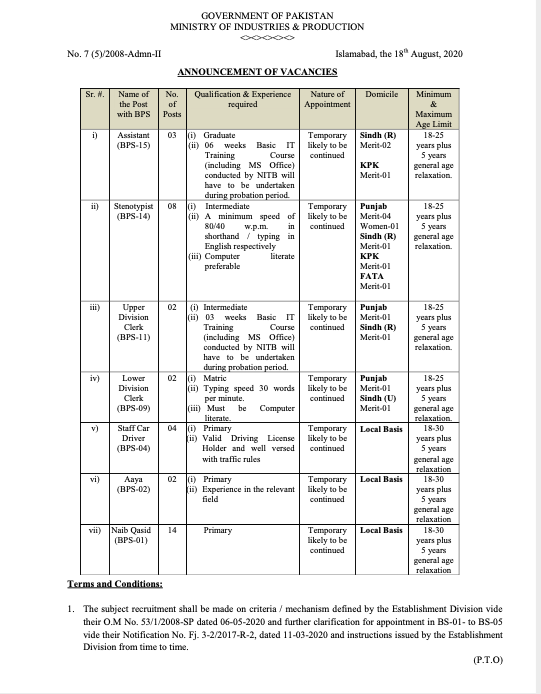 GOVERNMENT OF PAKISTAN
MINISTRY OF INDUSTRIES & PRODUCTION
No. 7 (5)/2008-Admn-II
Islamabad, the 18th August, 2020
ANNOUNCEMENT OF VACANCIES
Sr. #.
Name of
the Post
with BPS
No.
of
Posts
Qualification & Experience
required
Nature of
Appointment
Domicile
Minimum
&
Maximum
Age Limit
i)
Assistant
(BPS-15)
03
(i) Graduate
(ii) 06 weeks Basic IT
Training Course
(including MS Office)
conducted by NITB will
have to be undertaken
during probation period.
Temporary
likely to be
continued
Sindh (R)
Merit-02
KPK
Merit-01
18-25
years plus
5 years
general age
relaxation.
ii)
Stenotypist
(BPS-14)
08
(i) Intermediate
(ii) A minimum speed of
80/40 w.p.m. in
shorthand / typing in
English respectively
(iii) Computer literate
preferable
Temporary
likely to be
continued
Punjab
Merit-04
Women-01
Sindh (R)
Merit-01
KPK
Merit-01
FATA
Merit-01
18-25
years plus
5 years
general age
relaxation.
iii)
Upper
Division
Clerk
(BPS-11)
02
(i) Intermediate
(ii) 03 weeks Basic IT
Training Course
(including MS Office)
conducted by NITB will
have to be undertaken
during probation period.
Temporary
likely to be
continued
Punjab
Merit-01
Sindh (R)
Merit-01
18-25
years plus
5 years
general age
relaxation.
iv)
Lower
Division
Clerk
(BPS-09)
02
(i) Matric
(ii) Typing speed 30 words
per minute.
(iii) Must be Computer
literate.
Temporary
likely to be
continued
Punjab
Merit-01
Sindh (U)
Merit-01
18-25
years plus
5 years
general age
relaxation.
v)
Staff Car
Driver
(BPS-04)
04
(i) Primary
(ii) Valid Driving License
Holder and well versed
with traffic rules
Temporary
likely to be
continued
Local Basis
18-30
years plus
5 years
general age
relaxation
vi)
Aaya
(BPS-02)
02
(i) Primary
(ii) Experience in the relevant
field
Temporary
likely to be
continued
Local Basis
18-30
years plus
5 years
general age
relaxation
vii)
Naib Qasid
(BPS-01)
14
Primary
Temporary
likely to be
continued
Local Basis
18-30
years plus
5 years
general age
relaxation
Terms and Conditions:
1. The subject recruitment shall be made on criteria / mechanism defined by the Establishment Division vide
their O.M No. 53/1/2008-SP dated 06-05-2020 and further clarification for appointment in BS-01- to BS-05
vide their Notification No. Fj. 3-2/2017-R-2, dated 11-03-2020 and instructions issued by the Establishment
Division from time to time.
(P.T.O)